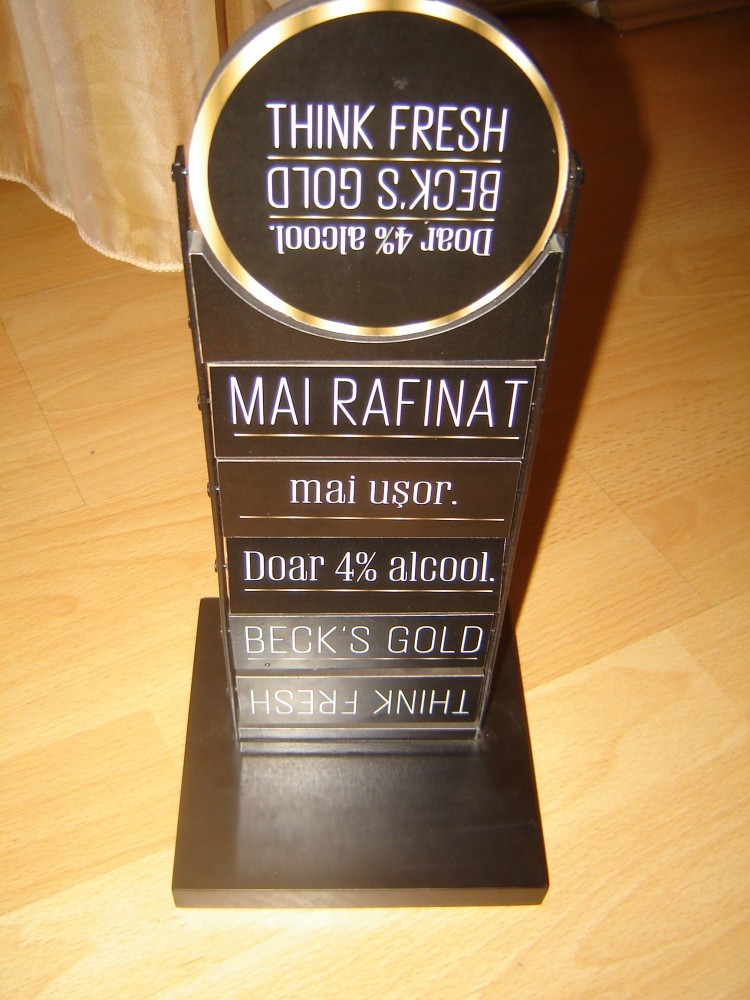 THINK FRESH
BECK'S GOLD
Doar 4% alcool.
MAI RAFINAT
mai uşor.
Doar 4% alcool.
BECK'S GOLD
THINK FRESH